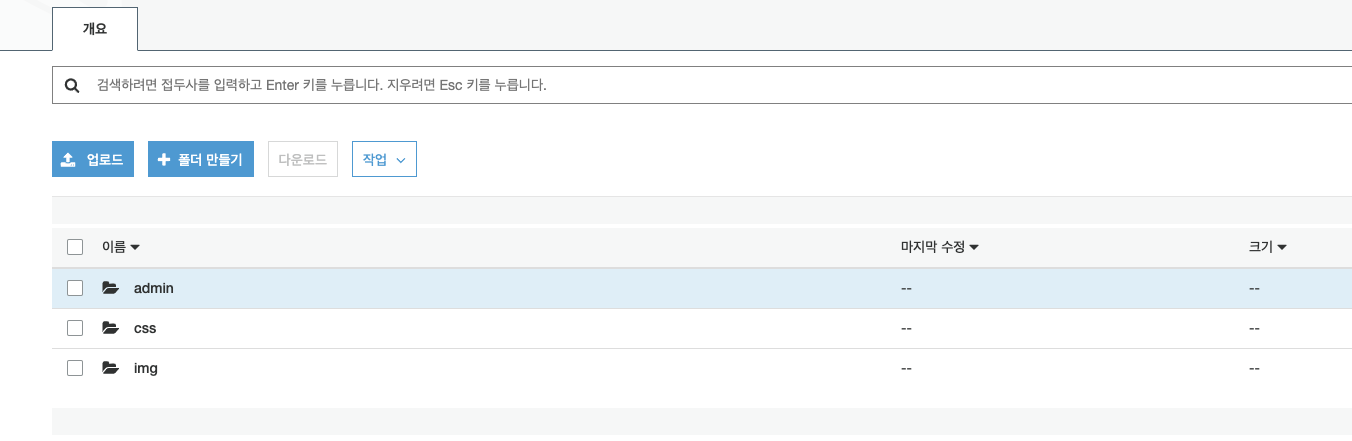 개요
검색하려면 접두사를 입력하고 Enter 키를 누릅니다. 지우려면 Esc 키를 누릅니다.
업로드 폴더 만들기 다운로드 작업
이름 마지막 수정 크기
admin -- --
css -- --
img -- --